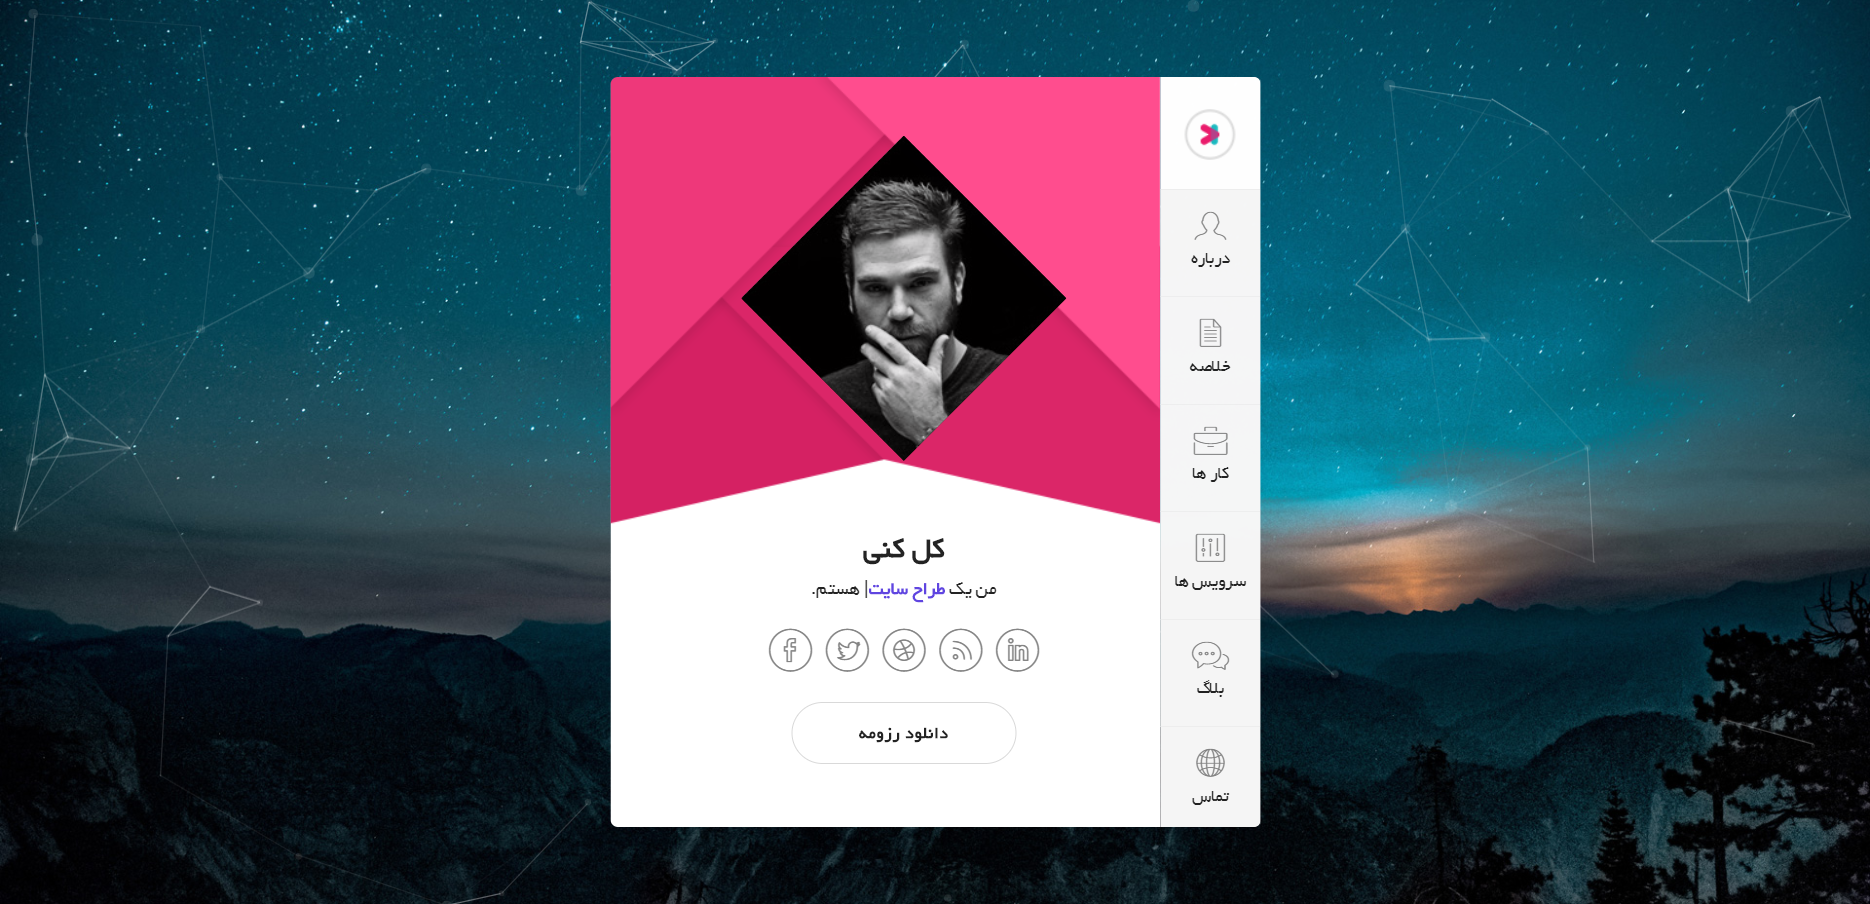 درباره
خلاصه
کار ها
سرویس ها
بلاگ
تماس
کل کنی
من یک طراح سایت| هستم.
دانلود رزومه